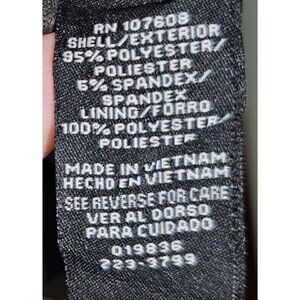 RN 107609
SHELL/EXTERIOR
95% POLYESTER/
POLIESTER
5% SPANDEX/
SPANDEX
LINING/FORRO
100% POLYESTER/
POLIESTER
MADE IN VIETNAM
HECHO EN VIETNAM
SEE REVERSE FOR CARE
VER AL DORSO
PARA CUIDADO
019836
223-3799